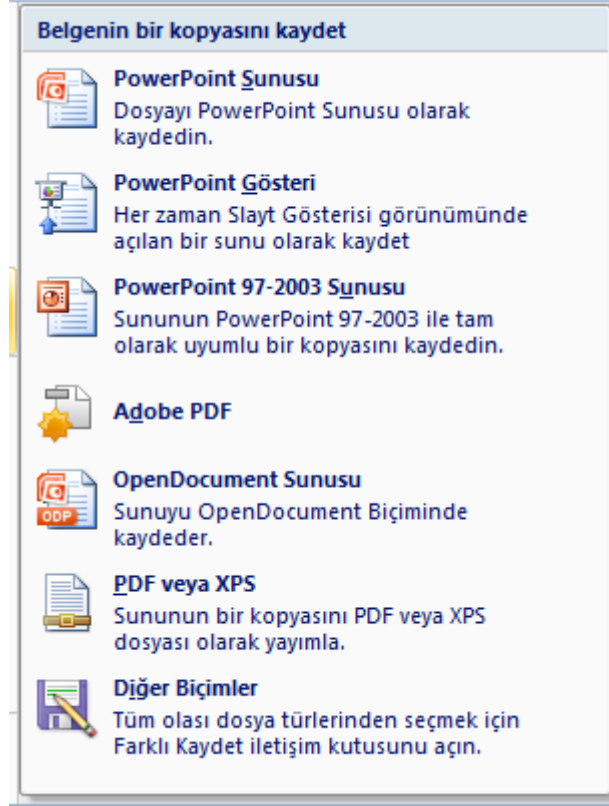 Belgenin bir kopyasını kaydet
PowerPoint Sunusu
Dosyayı PowerPoint Sunusu olarak
kaydedin.
PowerPoint Gösteri
Her zaman Slayt Gösterisi görünümünde
açılan bir sunu olarak kaydet
PowerPoint 97-2003 Sunusu
Sununun PowerPoint 97-2003 ile tam
olarak uyumlu bir kopyasını kaydedin.
Adobe PDF
OpenDocument Sunusu
ODP
Sunuyu OpenDocument Biçiminde
kaydeder.
PDF veya XPS
Sununun bir kopyasını PDF veya XPS
dosyası olarak yayımla.
Diğer Biçimler
Tüm olası dosya türlerinden seçmek için
Farklı Kaydet iletişim kutusunu açın.